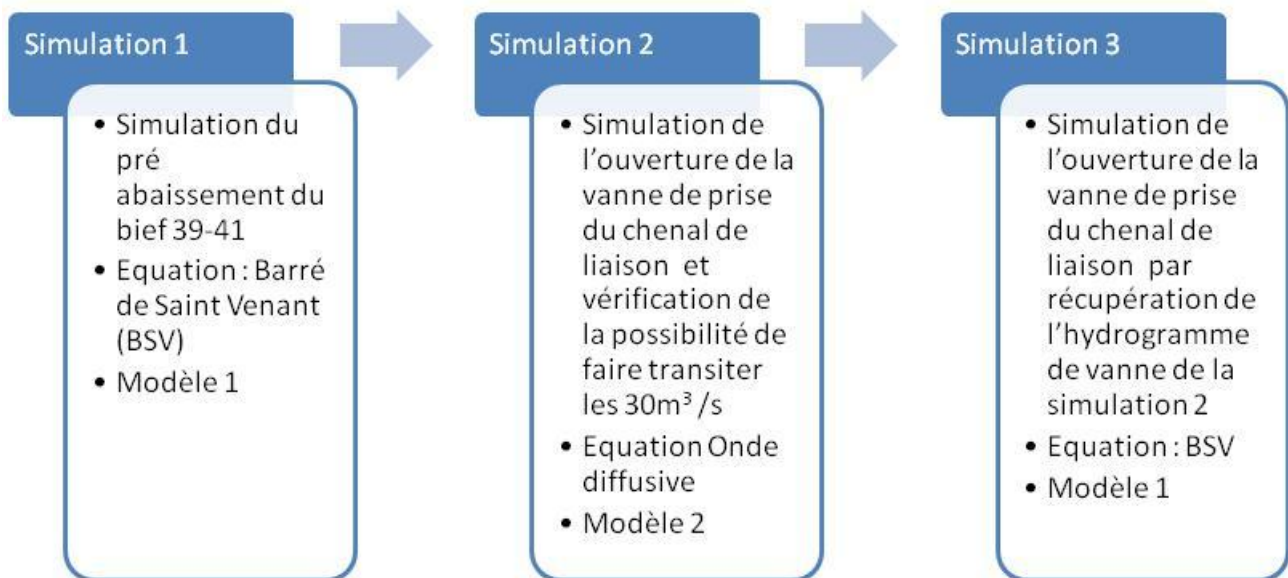 Simulation 1
• Simulation du
pré
abaissement du
bief 39-41
• Equation : Barré
de Saint Venant
(BSV)
• Modèle 1
Simulation 2
• Simulation de
l'ouverture de la
vanne de prise
du chenal de
liaison et
vérification de
la possibilité de
faire transiter
les 30m³ /s
• Equation Onde
diffusive
• Modèle 2
Simulation 3
• Simulation de
l'ouverture de la
vanne de prise
du chenal de
liaison par
récupération de
l'hydrogramme
de vanne de la
simulation 2
• Equation : BSV
• Modèle 1